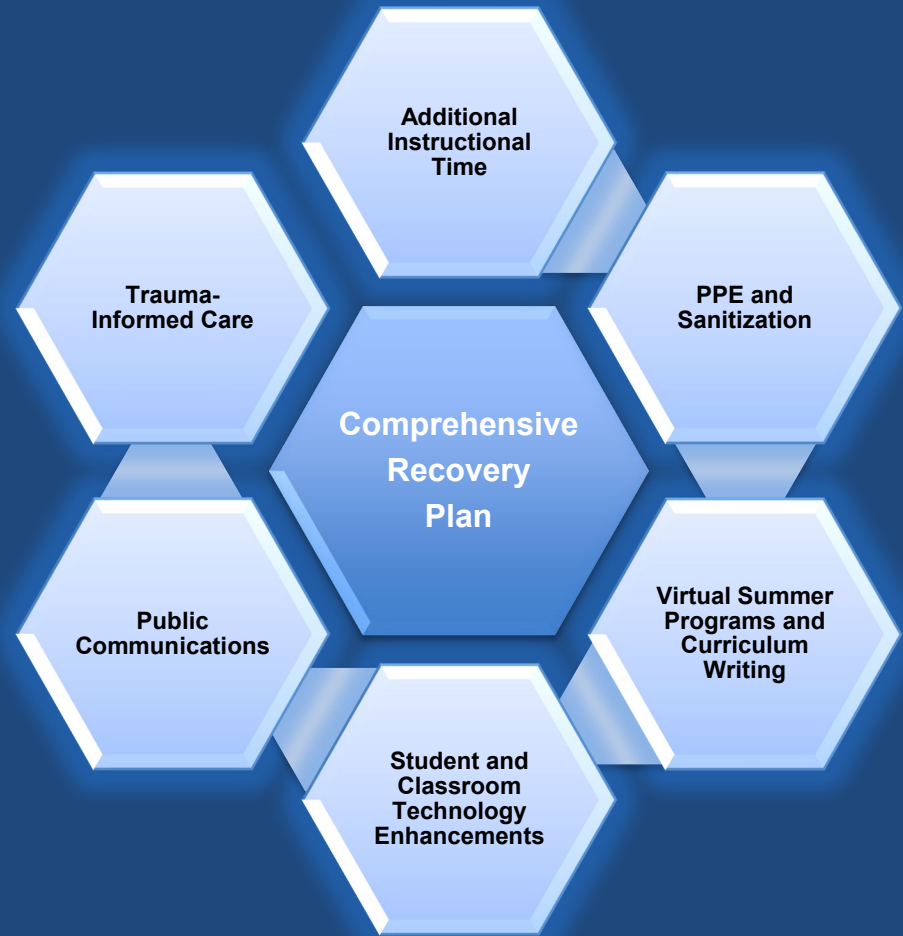 Additional
Instructional
Time
PPE and
Sanitization
Virtual Summer
Programs and
Curriculum
Writing
Student and
Classroom
Technology
Enhancements
Public
Communications
Trauma-
Informed Care
Comprehensive
Recovery
Plan